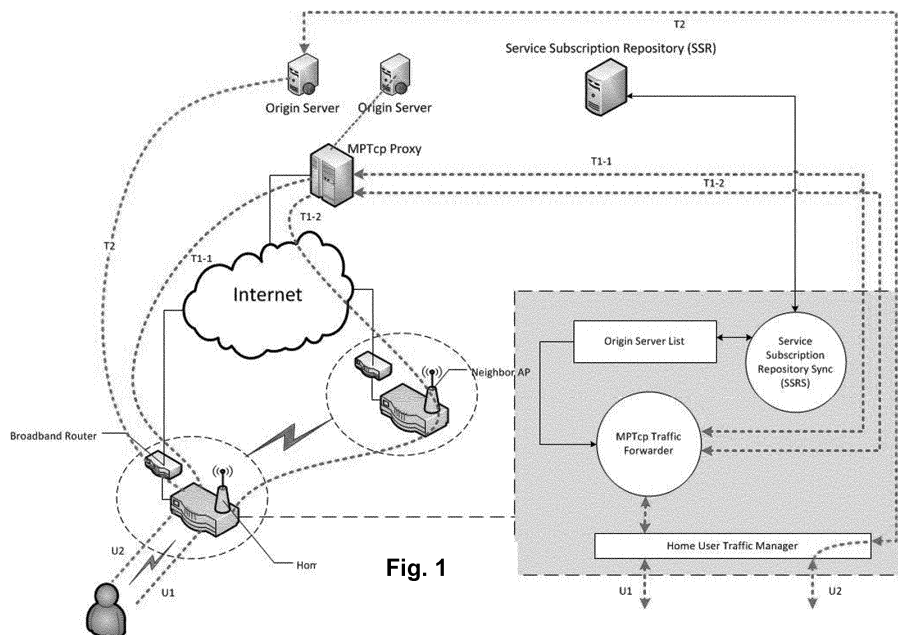 T2
Service Subscription Repository (SSR)
Origin Server
Origin Server
MPTcp Proxy
T1-1
T1-2
T1-2
T2
T1-1
Internet
Origin Server List
Service
Subscription
Repository Sync
(SSRS)
Neighbor AP
MPTcp Traffic
Forwarder
Broadband Router
Home User Traffic Manager
U2
Hom
Fig. 1
U1
U1
U2